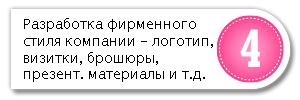 Разработка фирменного
стиля компании - логотип,
визитки, брошюры,
презент. материалы и т.д.
4